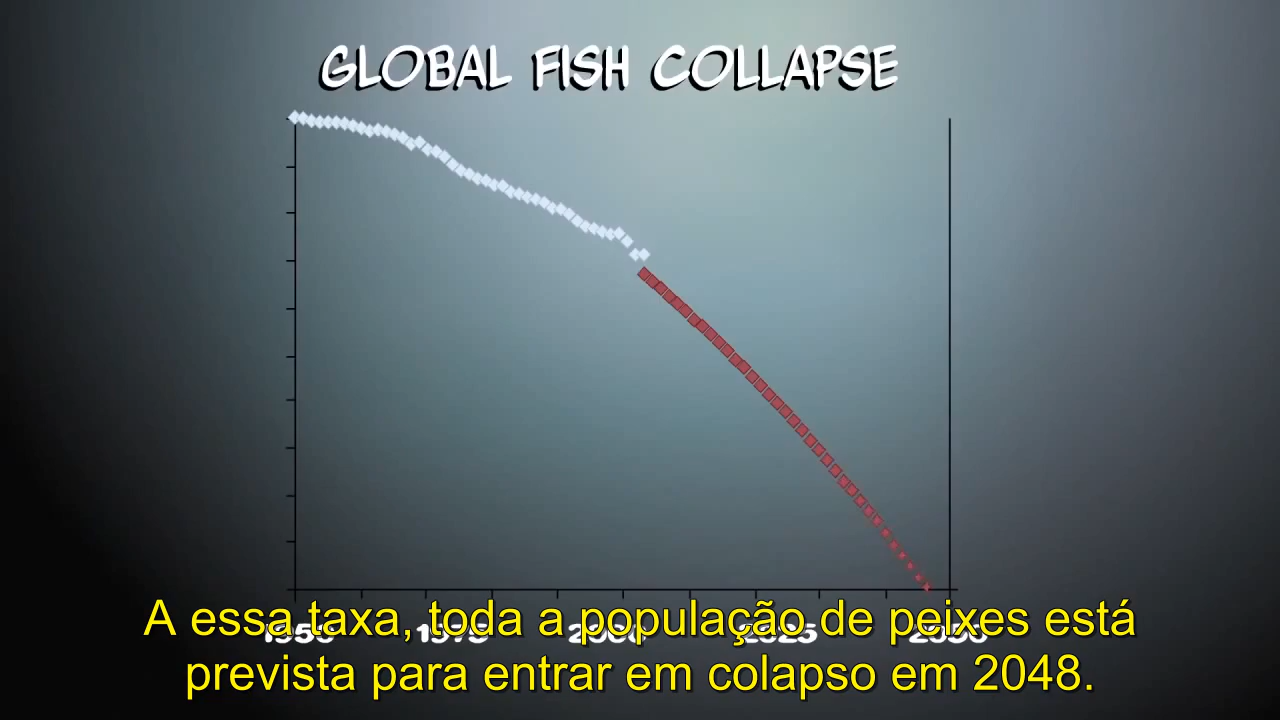 GLOBAL FISH COLLAPSE
A essa taxa, toda a população de peixes está
prevista para entrar em colapso em 2048.